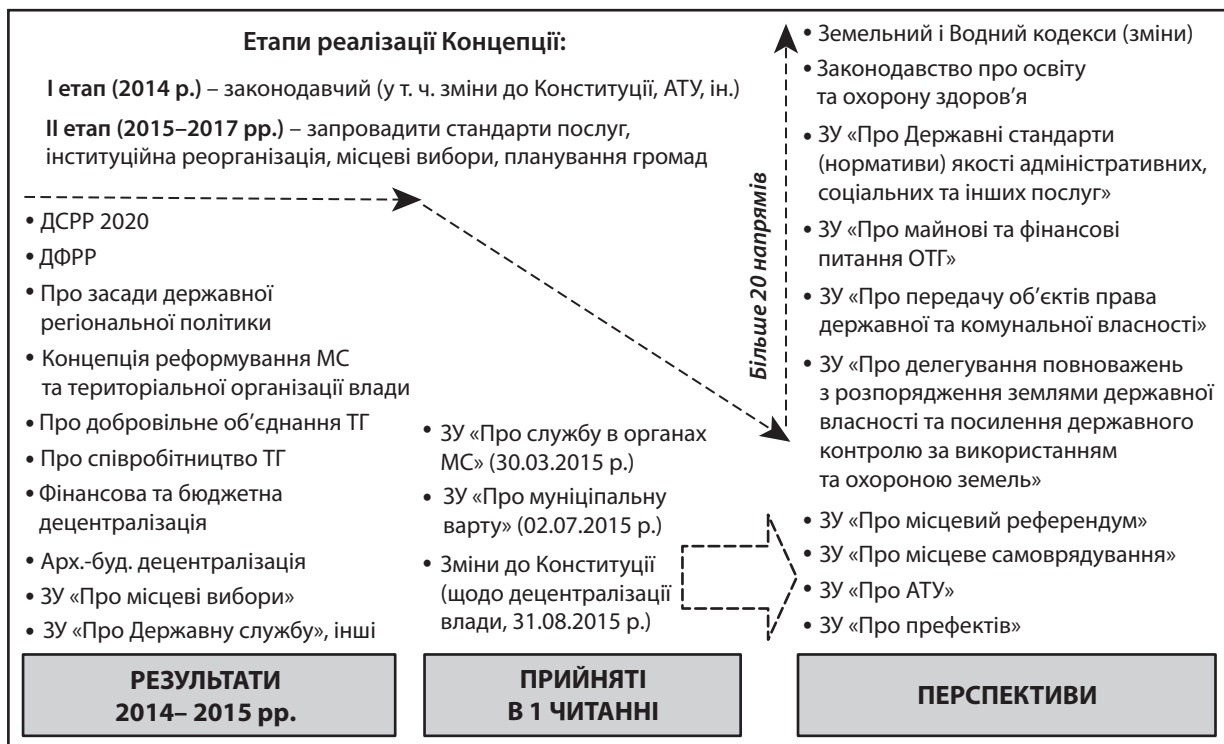 Етапи реалізації Концепції:
I етап (2014 р.) – законодавчий (у т. ч. зміни до Конституції, АТУ, ін.)
II етап (2015–2017 рр.) – запровадити стандарти послуг,
інституційна реорганізація, місцеві вибори, планування громад
• ДСРР 2020
• ДФРР
• Про засади державної
регіональної політики
• Концепція реформування МС
та територіальної організації влади
• Про добровільне об’єднання ТГ
• Про співробітництво ТГ
• Фінансова та бюджетна
децентралізація
• Арх.-буд. децентралізація
• ЗУ «Про місцеві вибори»
• ЗУ «Про Державну службу», інші
РЕЗУЛЬТАТИ
2014– 2015 рр.
• ЗУ «Про службу в органах
МС» (30.03.2015 р.)
• ЗУ «Про муніципальну
варту» (02.07.2015 р.)
• Зміни до Конституції
(щодо децентралізації
влади, 31.08.2015 р.)
ПРИЙНЯТІ
В 1 ЧИТАННІ
Більше 20 напрямів
• Земельний і Водний кодекси (зміни)
• Законодавство про освіту
та охорону здоров’я
• ЗУ «Про Державні стандарти
(нормативи) якості адміністративних,
соціальних та інших послуг»
• ЗУ «Про майнові та фінансові
питання ОТГ»
• ЗУ «Про передачу об’єктів права
державної та комунальної власності»
• ЗУ «Про делегування повноважень
з розпорядження землями державної
власності та посилення державного
контролю за використанням
та охороною земель»
• ЗУ «Про місцевий референдум»
• ЗУ «Про місцеве самоврядування»
• ЗУ «Про АТУ»
• ЗУ «Про префектів»
ПЕРСПЕКТИВИ